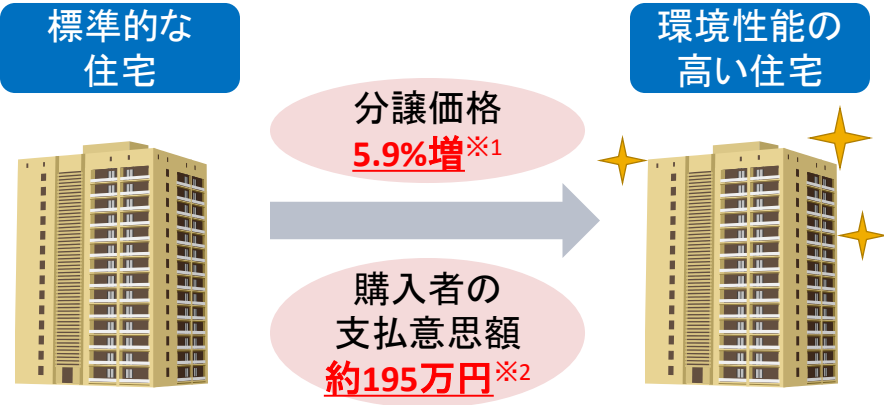 標準的な
住宅
環境性能の
高い住宅
分譲価格
5.9%増※1
購入者の
支払意思額
約195万円※2